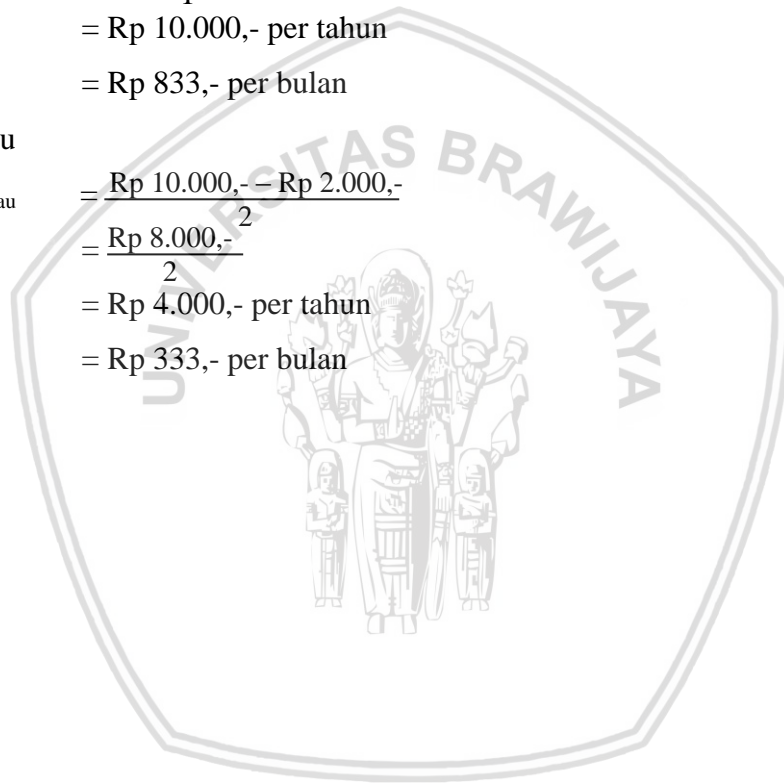 = Rp 10.000,- per tahun
= Rp 833,- per bulan
u
au
= Rp 10.000,- – Rp 2.000,-
2
= Rp 8.000,-
2
= Rp 4.000,- per tahun
= Rp 333,- per bulan
UNIVERSITAS BRAWIJAYA